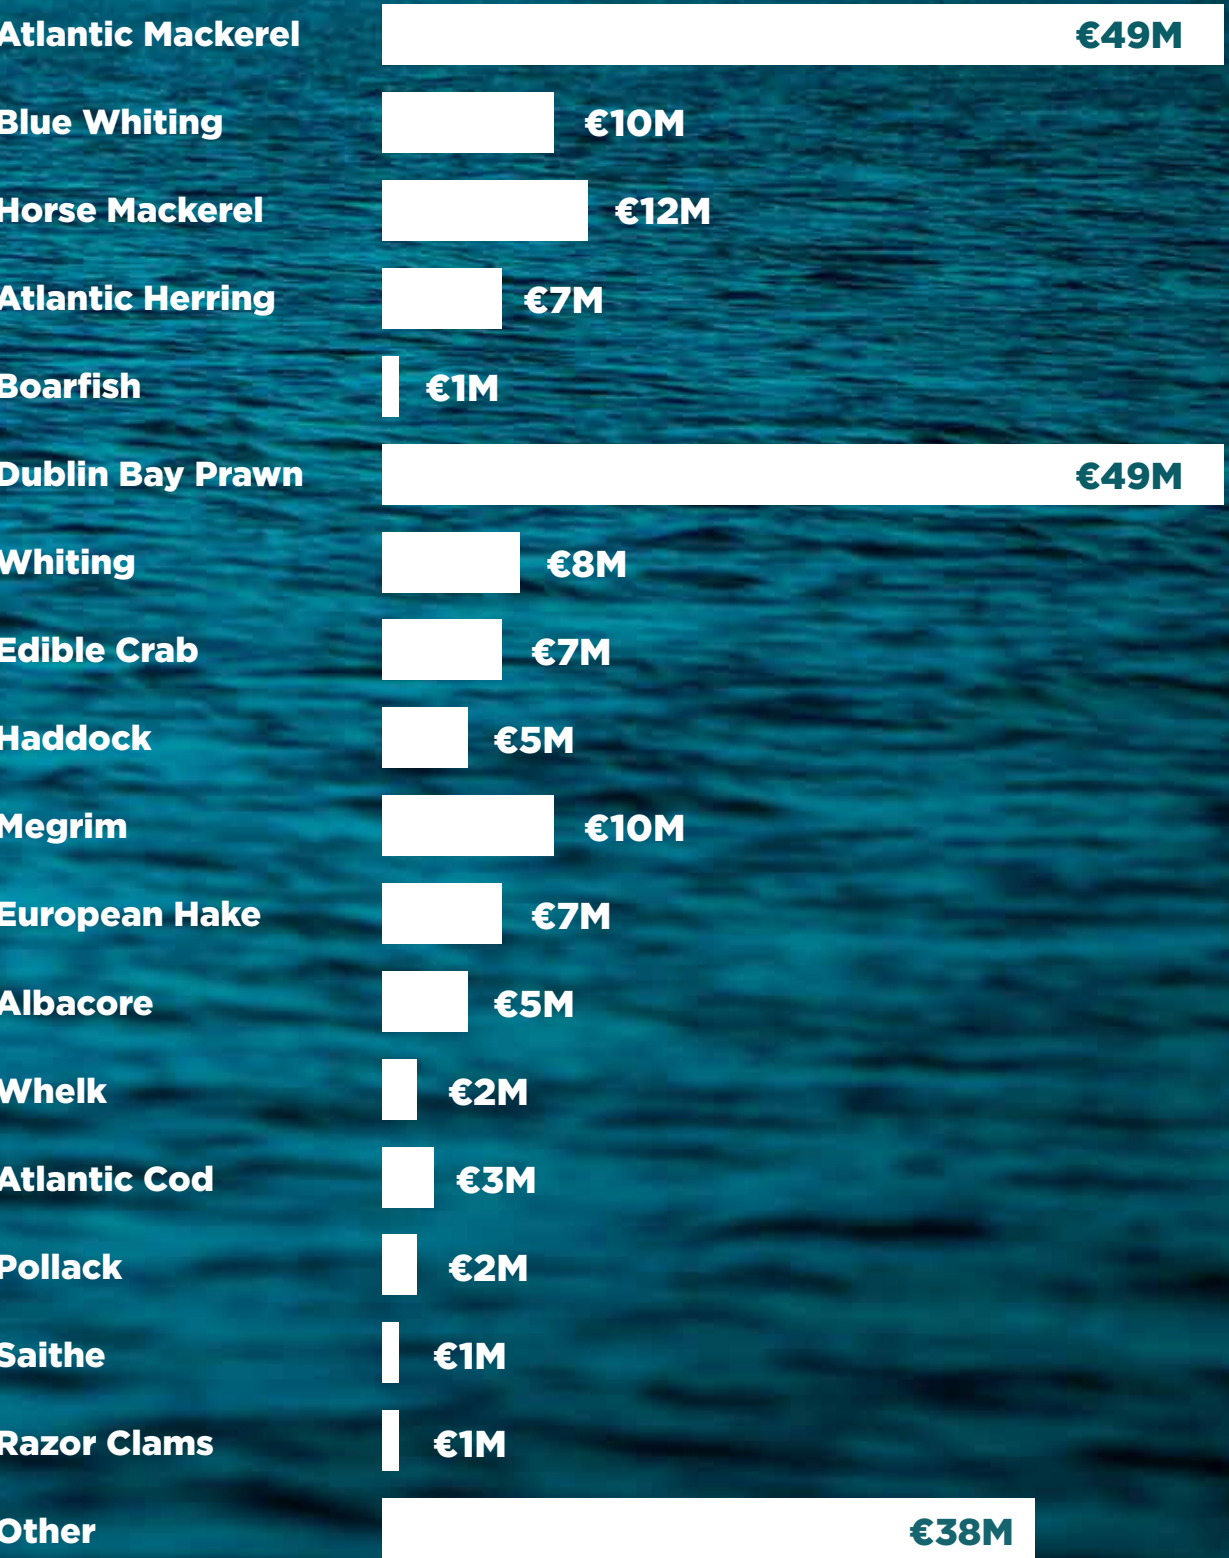 Atlantic Mackerel €49M
Blue Whiting €10M
Horse Mackerel €12M
Atlantic Herring €7M
Boarfish €1M
Dublin Bay Prawn €49M
Whiting €8M
Edible Crab €7M
Haddock €5M
Megrim €10M
European Hake €7M
Albacore €5M
Whelk €2M
Atlantic Cod €3M
Pollack €2M
Saithe €1M
Razor Clams €1M
Other €38M